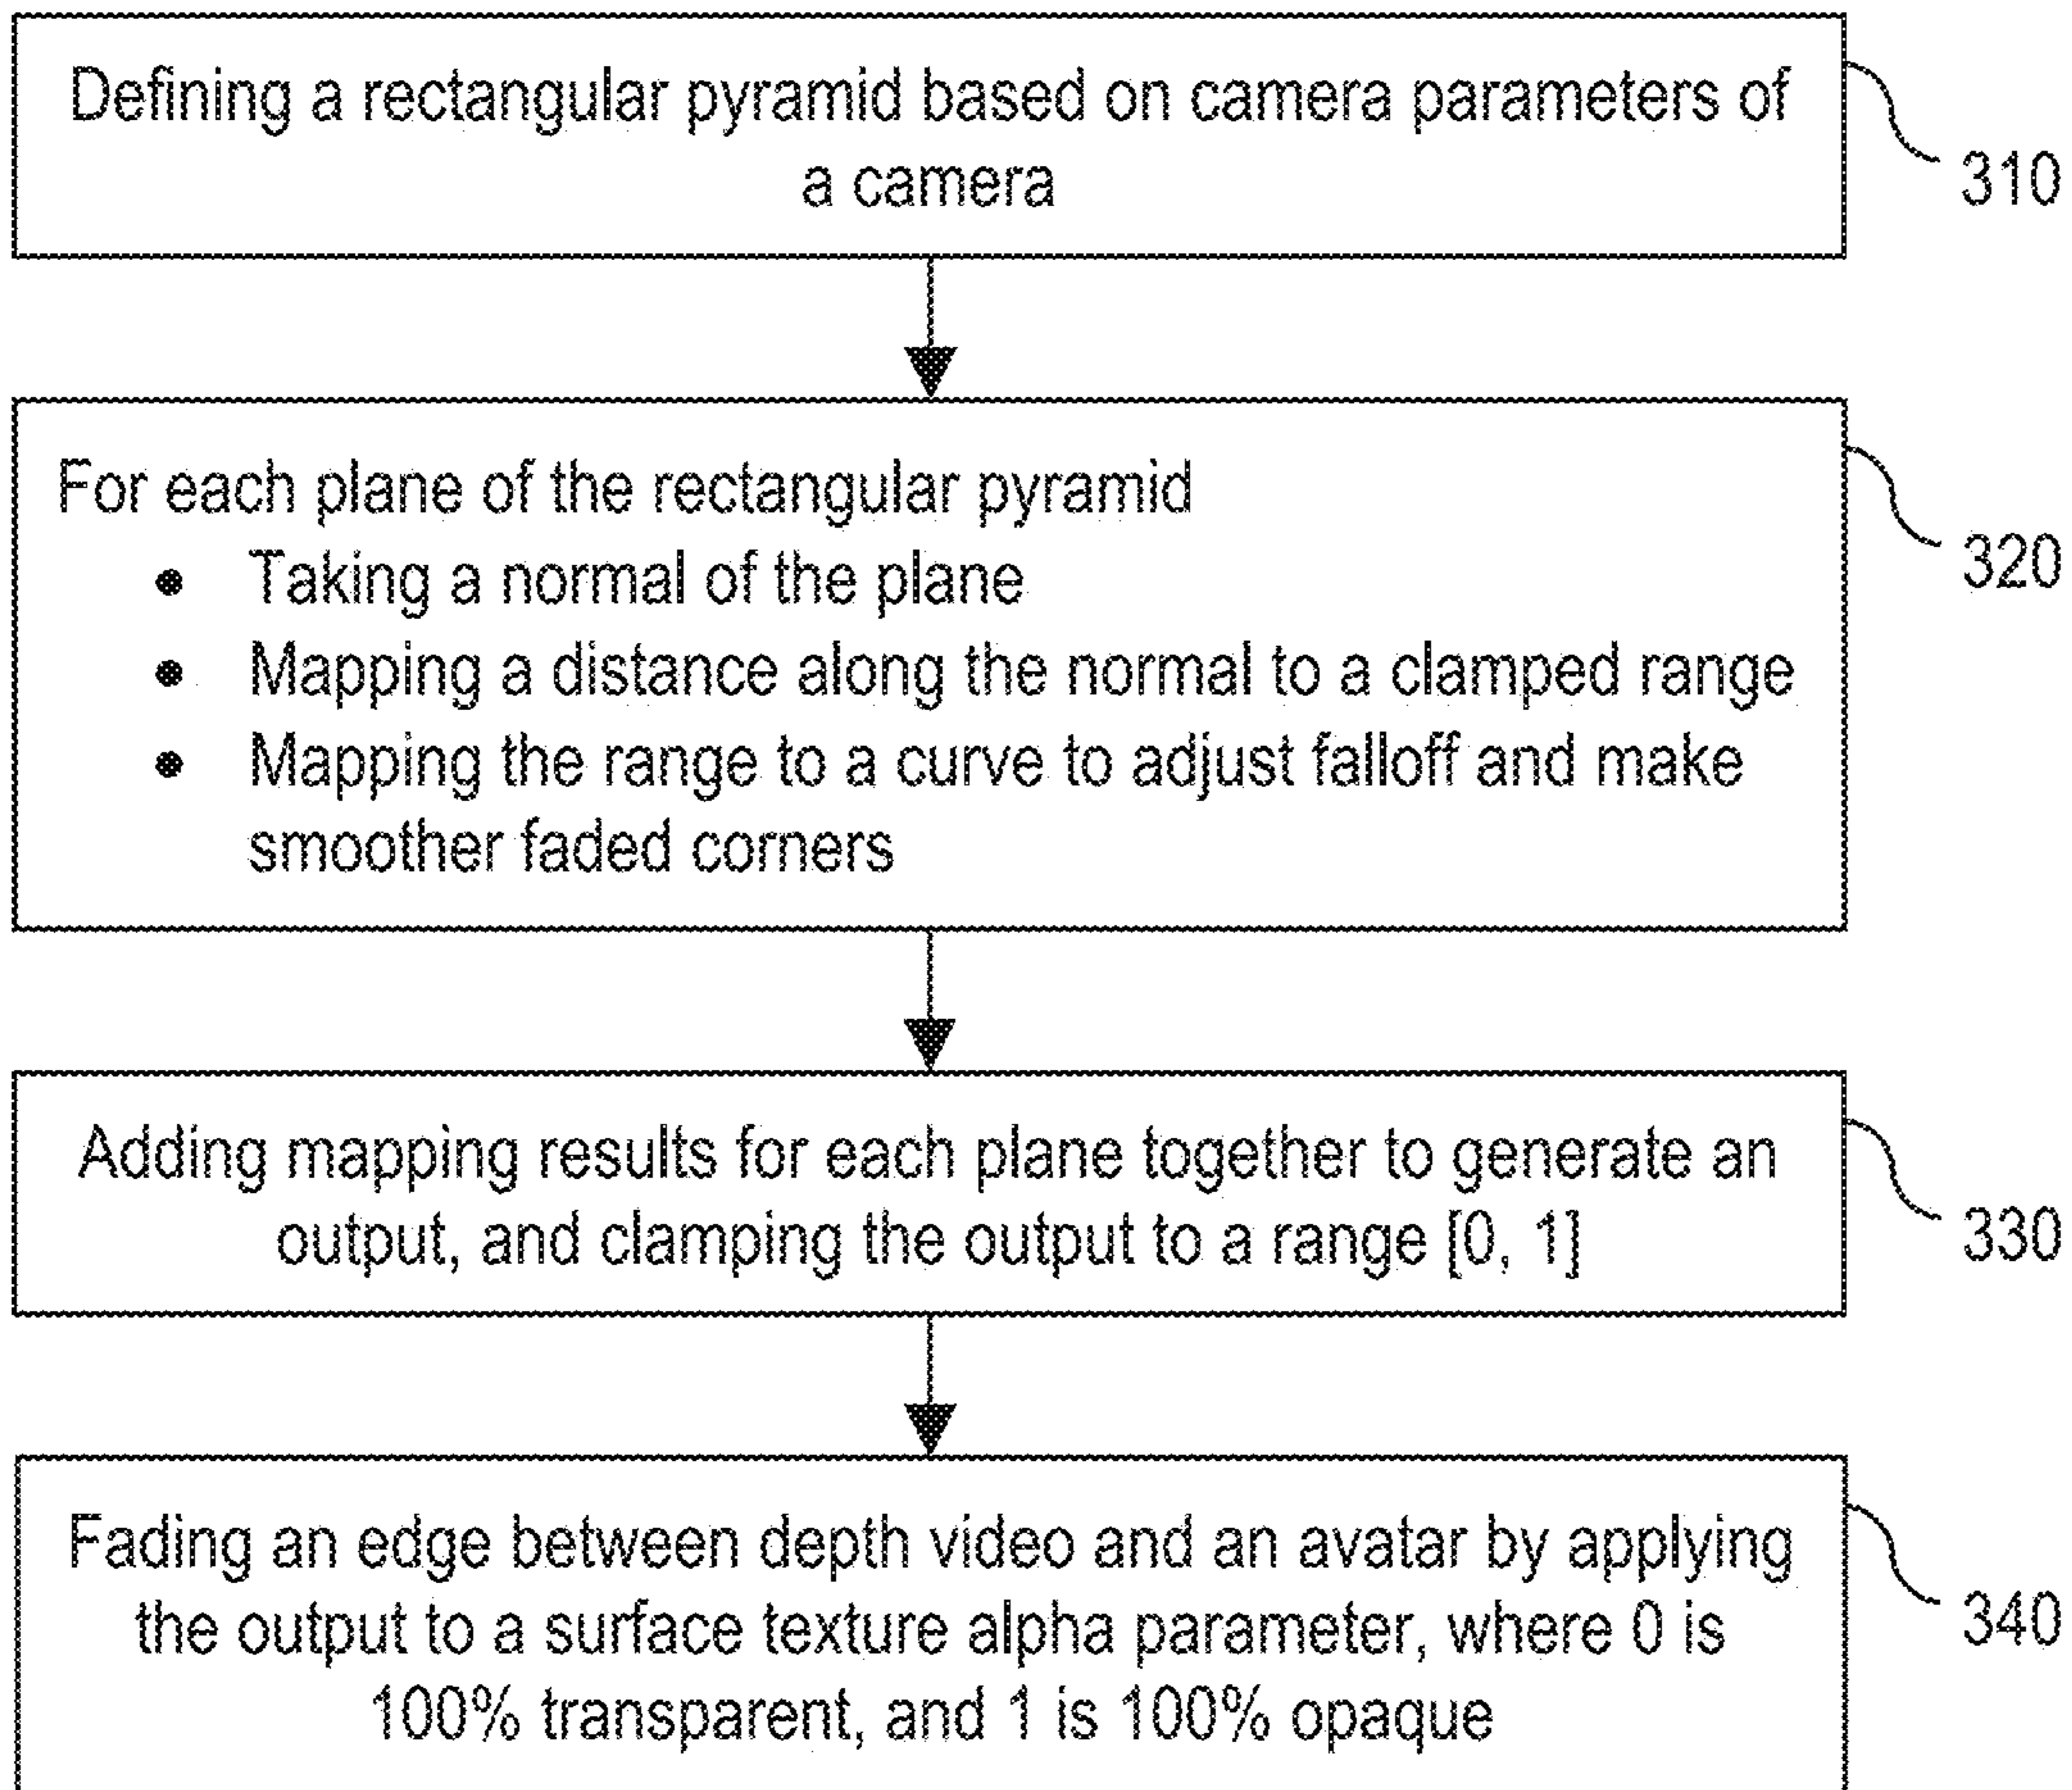 Defining a rectangular pyramid based on camera parameters of
a camera
310
For each plane of the rectangular pyramid
• Taking a normal of the plane
• Mapping a distance along the normal to a clamped range
• Mapping the range to a curve to adjust falloff and make
smoother faded corners
320
Adding mapping results for each plane together to generate an
output, and clamping the output to a range [0, 1]
330
Fading an edge between depth video and an avatar by applying
the output to a surface texture alpha parameter, where 0 is
100% transparent, and 1 is 100% opaque
340